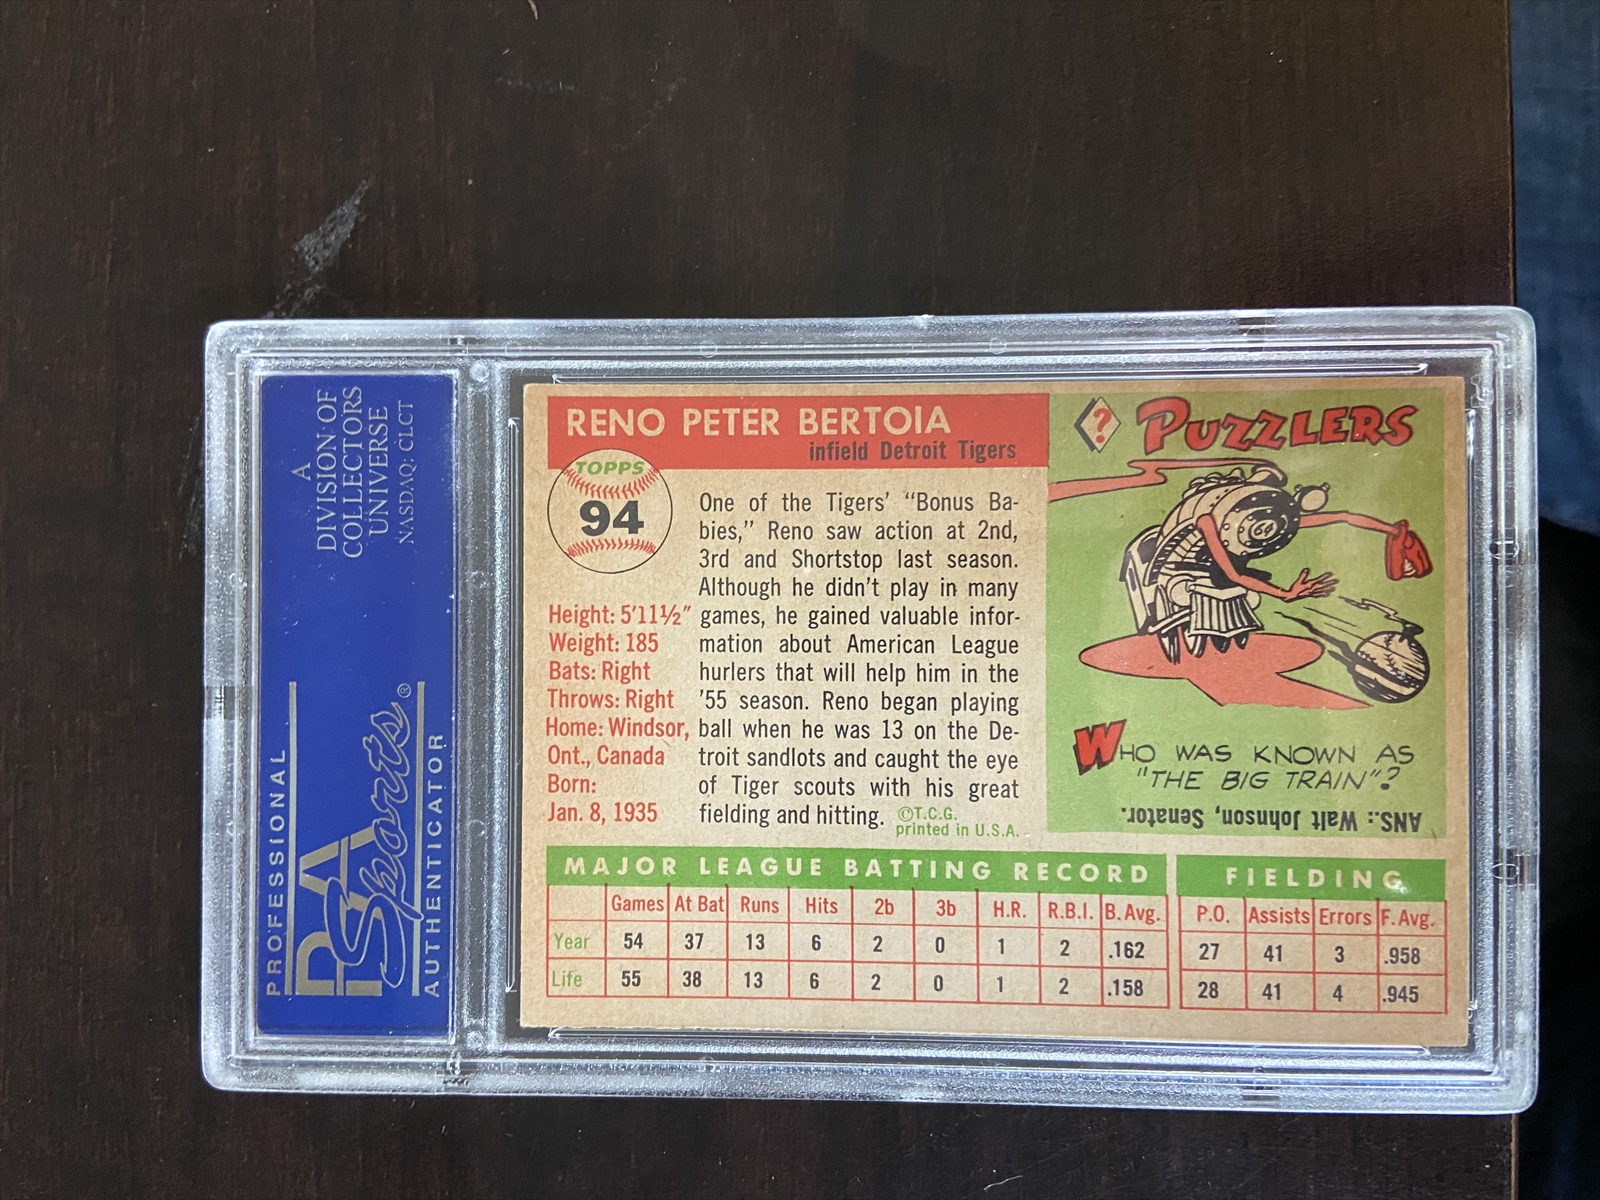 A
DIVISION OF
COLLECTORS
UNIVERSE
NASDAQ: CLCT
PROFESSIONAL
PSA
Sports®
AUTHENTICATOR
RENO PETER BERTOIA
infield Detroit Tigers
TOPPS
94
Height: 5'11½"
Weight: 185
Bats: Right
Throws: Right
Home: Windsor,
Ont., Canada
Born:
Jan. 8, 1935
One of the Tigers' "Bonus Ba-
bies," Reno saw action at 2nd,
3rd and Shortstop last season.
Although he didn't play in many
games, he gained valuable infor-
mation about American League
hurlers that will help him in the
'55 season. Reno began playing
ball when he was 13 on the De-
troit sandlots and caught the eye
of Tiger scouts with his great
fielding and hitting.
©T.C.G.
printed in U.S.A.
? PUZZLERS
WHO WAS KNOWN AS
"THE BIG TRAIN"?
ANS.: Walt Johnson, Senator.
MAJOR LEAGUE BATTING RECORD
Games At Bat Runs Hits 2b 3b H.R. R.B.I. B. Avg.
Year 54 37 13 6 2 0 1 2 .162
Life 55 38 13 6 2 0 1 2 .158
FIELDING
P.O. Assists Errors F. Avg.
27 41 3 .958
28 41 4 .945